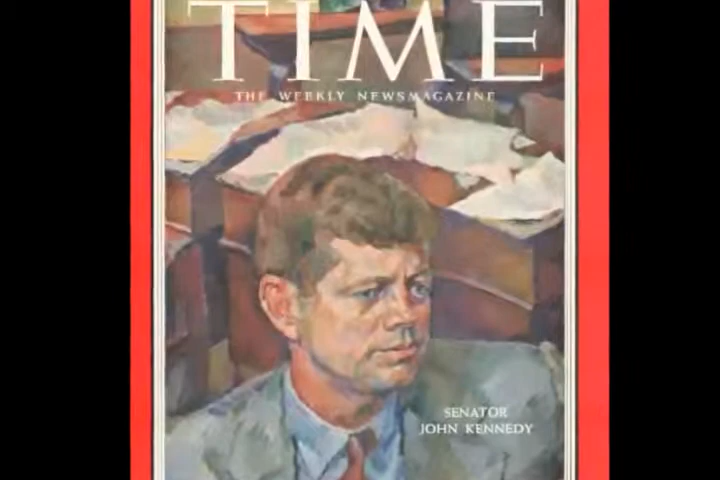 TIME
THE WEEKLY NEWSMAGAZINE
SENATOR
JOHN KENNEDY